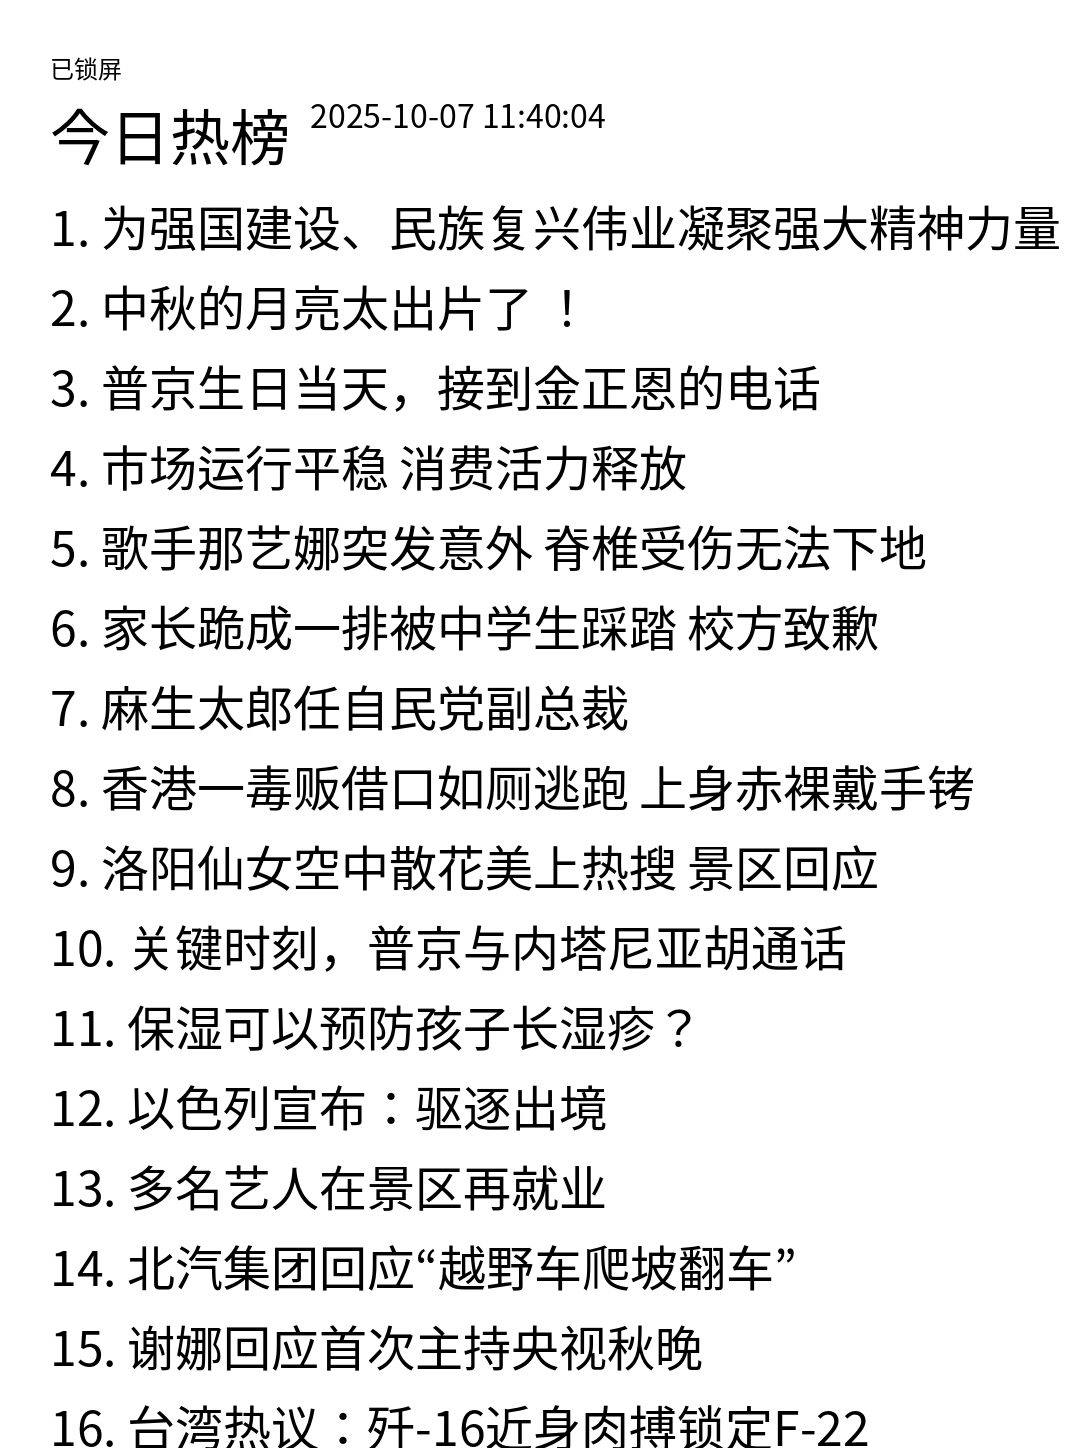 已锁屏
今日热榜 2025-10-07 11:40:04
1. 为强国建设、民族复兴伟业凝聚强大精神力量
2. 中秋的月亮太出片了 ！
3. 普京生日当天，接到金正恩的电话
4. 市场运行平稳 消费活力释放
5. 歌手那艺娜突发意外 脊椎受伤无法下地
6. 家长跪成一排被中学生踩踏 校方致歉
7. 麻生太郎任自民党副总裁
8. 香港一毒贩借口如厕逃跑 上身赤裸戴手铐
9. 洛阳仙女空中散花美上热搜 景区回应
10. 关键时刻，普京与内塔尼亚胡通话
11. 保湿可以预防孩子长湿疹？
12. 以色列宣布：驱逐出境
13. 多名艺人在景区再就业
14. 北汽集团回应“越野车爬坡翻车”
15. 谢娜回应首次主持央视秋晚
16. 台湾热议：歼-16近身肉搏锁定F-22